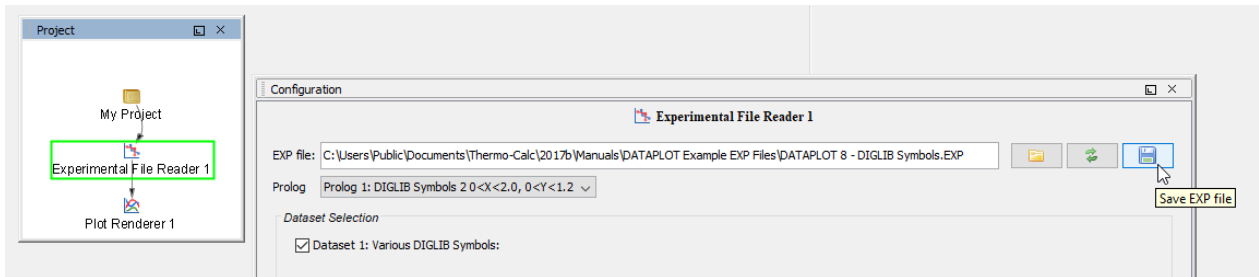 Project
My Project
Experimental File Reader 1
Plot Renderer 1
Configuration
Experimental File Reader 1
EXP file: C:\Users\Public\Documents\Thermo-Calc\2017b\Manuals\DATAPLOT Example EXP Files\DATAPLOT 8 - DIGLIB Symbols.EXP
Prolog Prolog 1: DIGLIB Symbols 2 0<X<2.0, 0<Y<1.2
Save EXP file
Dataset Selection
Dataset 1: Various DIGLIB Symbols: